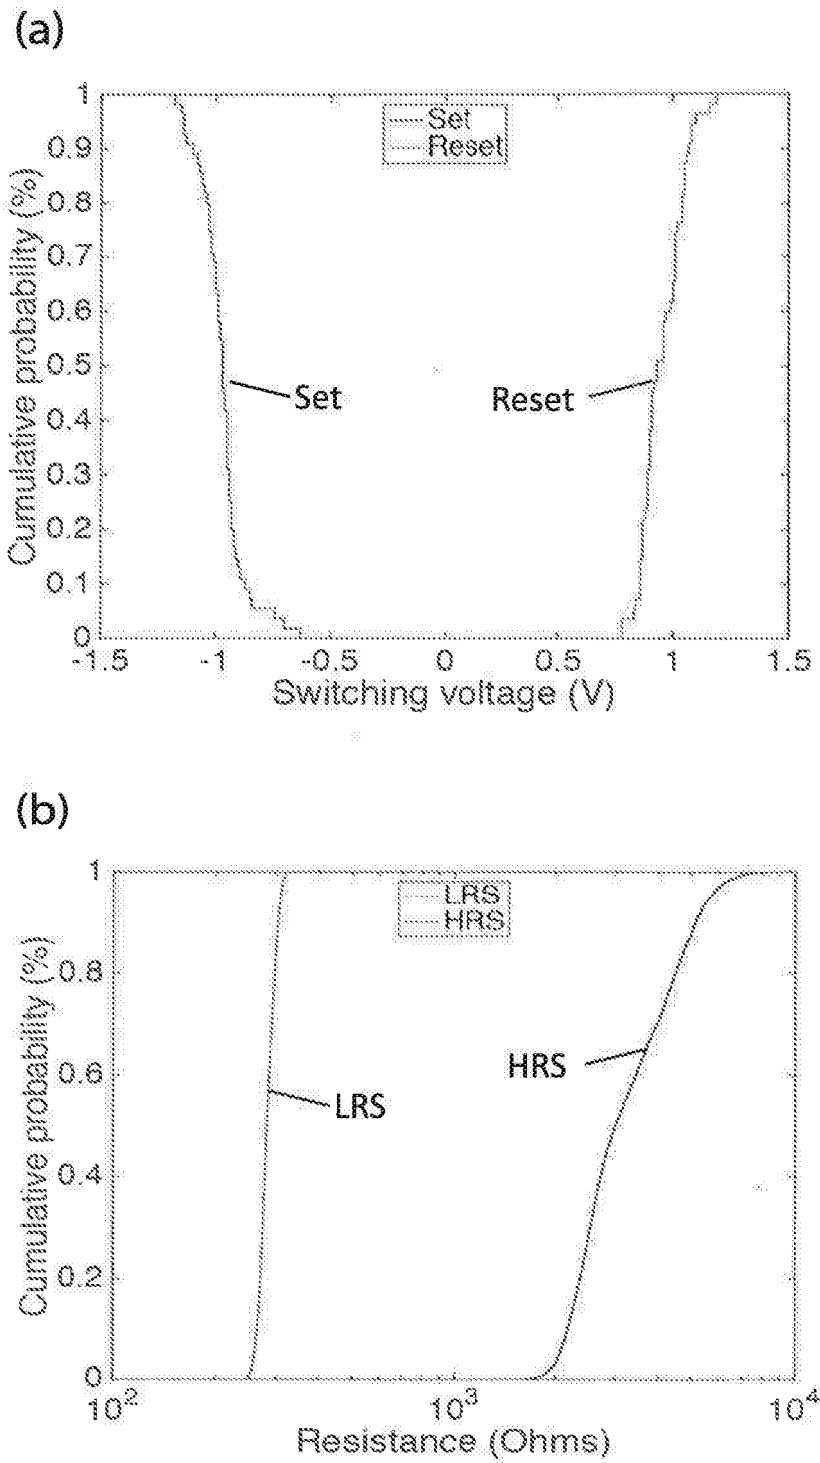 (a)
Cumulative probability (%)
1
0.9
0.8
0.7
0.6
0.5
0.4
0.3
0.2
0.1
0
Set
Reset
Set
Reset
-1.5 -1 -0.5 0 0.5 1 1.5
Switching voltage (V)
(b)
Cumulative probability (%)
1
0.8
0.6
0.4
0.2
0
LRS
HRS
HRS
LRS
10² 10³ 10⁴
Resistance (Ohms)